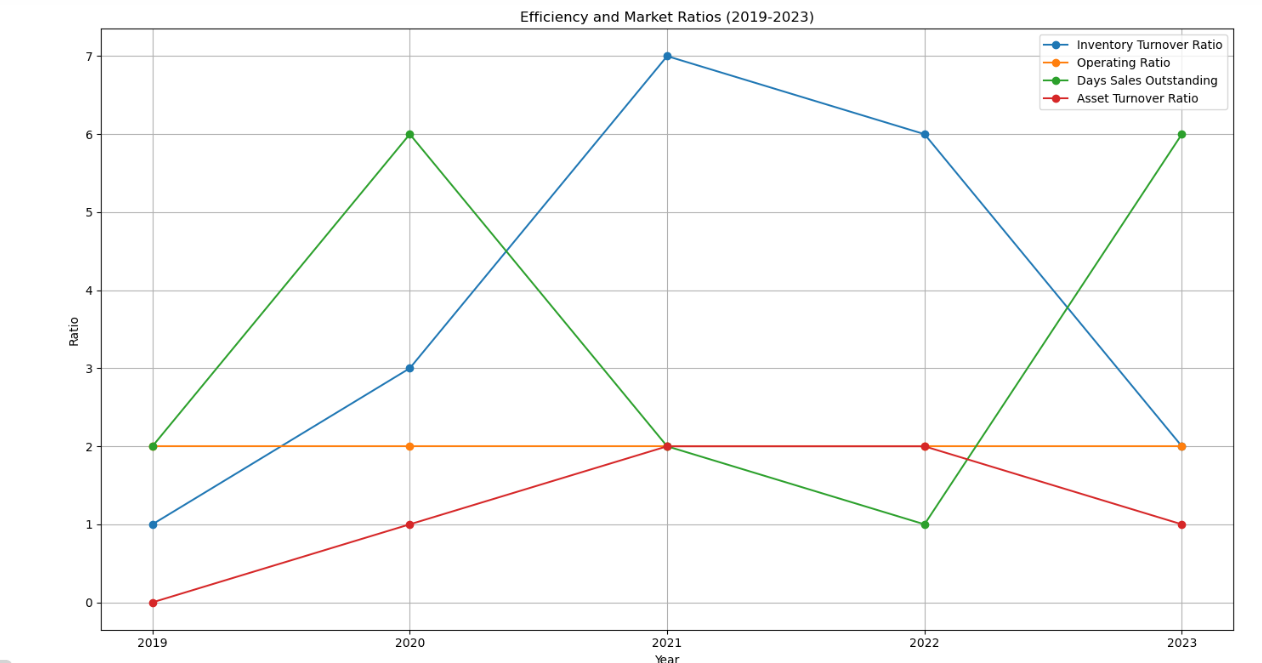 Efficiency and Market Ratios (2019-2023)
Inventory Turnover Ratio
Operating Ratio
Days Sales Outstanding
Asset Turnover Ratio
Ratio
7
6
5
4
3
2
1
0
2019 2020 2021 2022 2023
Year